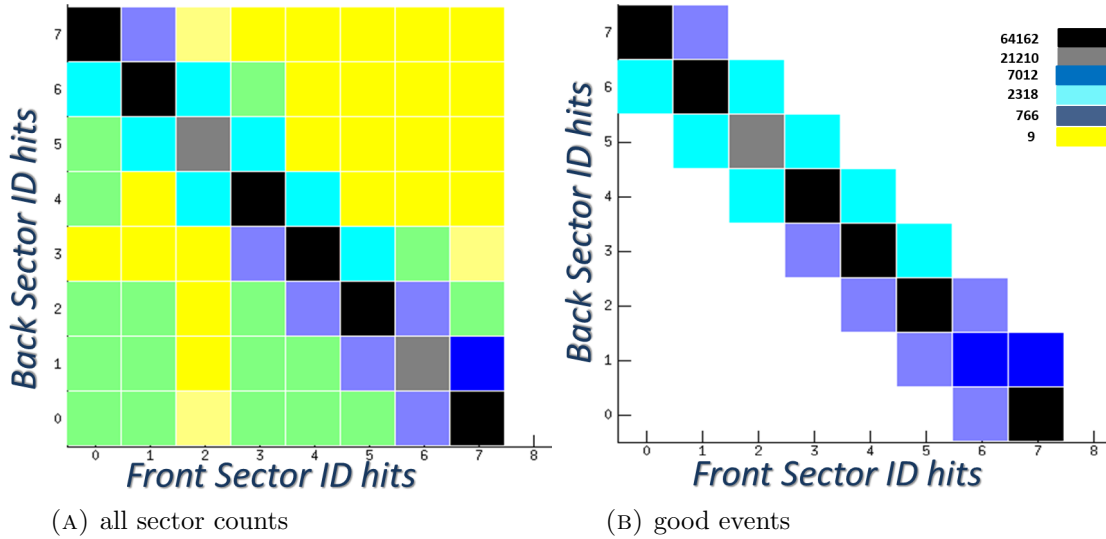 7
6
5
4
3
2
1
0
Back Sector ID hits
0 1 2 3 4 5 6 7 8
Front Sector ID hits
(A) all sector counts
7
6
5
4
3
2
1
0
Back Sector ID hits
0 1 2 3 4 5 6 7 8
Front Sector ID hits
64162
21210
7012
2318
766
9
(B) good events